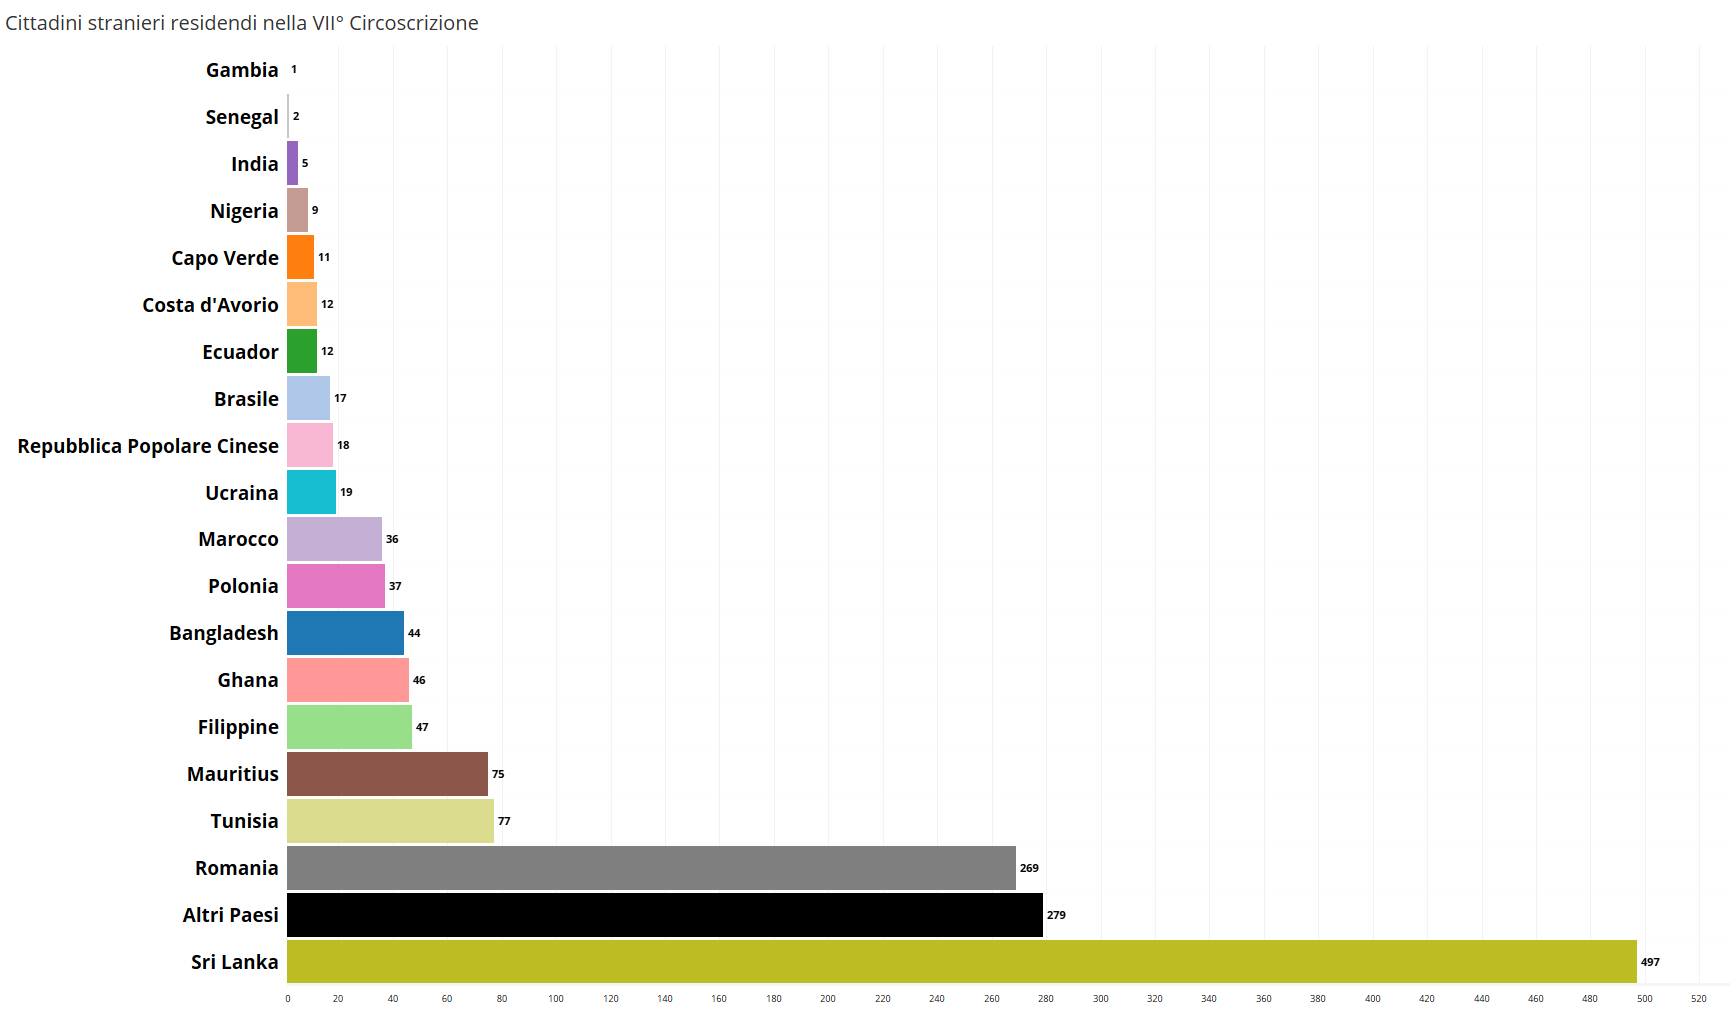 Cittadini stranieri residendi nella VII° Circoscrizione
Gambia 1
Senegal 2
India 5
Nigeria 9
Capo Verde 11
Costa d'Avorio 12
Ecuador 12
Brasile 17
Repubblica Popolare Cinese 18
Ucraina 19
Marocco 36
Polonia 37
Bangladesh 44
Ghana 46
Filippine 47
Mauritius 75
Tunisia 77
Romania 269
Altri Paesi 279
Sri Lanka 497
0 20 40 60 80 100 120 140 160 180 200 220 240 260 280 300 320 340 360 380 400 420 440 460 480 500 520